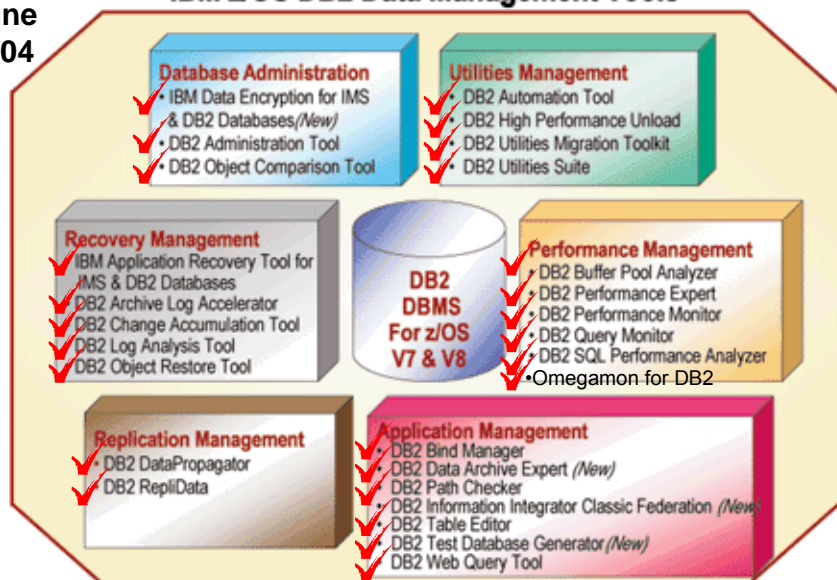 IBM z/OS DB2 Data Management Tools
ne
04
Database Administration
• IBM Data Encryption for IMS
& DB2 Databases(New)
• DB2 Administration Tool
• DB2 Object Comparison Tool
Utilities Management
• DB2 Automation Tool
• DB2 High Performance Unload
• DB2 Utilities Migration Toolkit
• DB2 Utilities Suite
Recovery Management
IBM Application Recovery Tool for
IMS & DB2 Databases
DB2 Archive Log Accelerator
DB2 Change Accumulation Tool
DB2 Log Analysis Tool
DB2 Object Restore Tool
DB2
DBMS
For z/OS
V7 & V8
Performance Management
• DB2 Buffer Pool Analyzer
• DB2 Performance Expert
• DB2 Performance Monitor
• DB2 Query Monitor
• DB2 SQL Performance Analyzer
•Omegamon for DB2
Replication Management
• DB2 DataPropagator
• DB2 RepliData
Application Management
• DB2 Bind Manager
• DB2 Data Archive Expert (New)
• DB2 Path Checker
• DB2 Information Integrator Classic Federation (New)
• DB2 Table Editor
• DB2 Test Database Generator(New)
• DB2 Web Query Tool